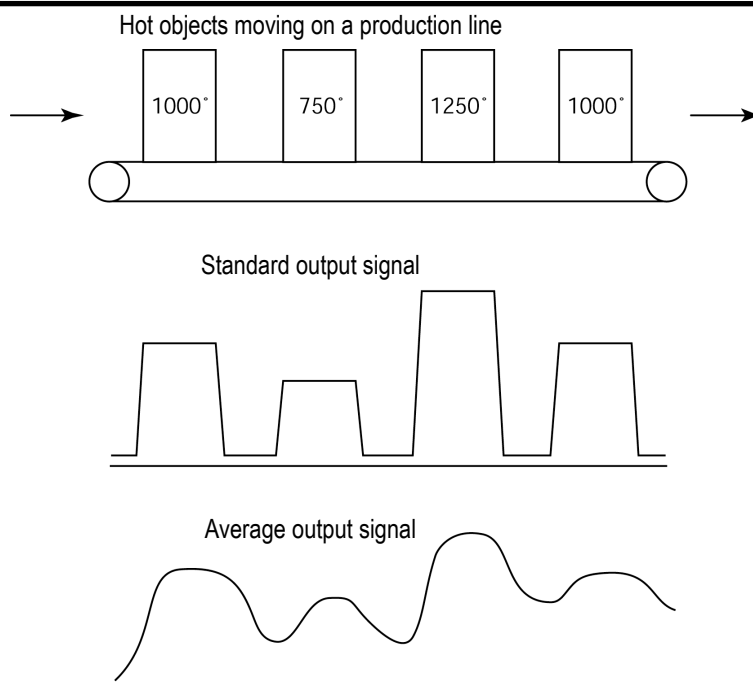 Hot objects moving on a production line
1000° 750° 1250° 1000°
Standard output signal
Average output signal